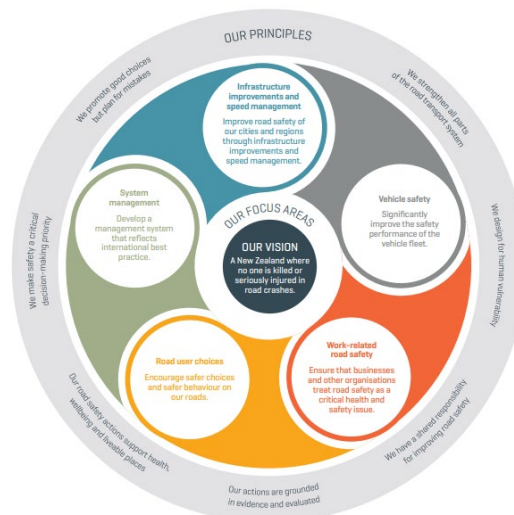 OUR PRINCIPLES
We promote good choices
but plan for mistakes
We strengthen all parts
of the road transport system
Infrastructure
improvements and
speed management
Improve road safety of
our cities and regions
through infrastructure
improvements and
speed management.
System
management
Develop a
management system
that reflects
international best
practice.
Vehicle safety
Significantly
improve the safety
performance of the
vehicle fleet.
OUR FOCUS AREAS
OUR VISION
A New Zealand where
no one is killed or
seriously injured in
road crashes.
We make safety a critical
decision-making priority
We design for human vulnerability
Road user choices
Encourage safer choices
and safer behaviour on
our roads.
Work-related
road safety
Ensure that businesses
and other organisations
treat road safety as a
critical health and
safety issue.
Our road safety actions support health,
wellbeing and liveable places
We have a shared responsibility
for improving road safety
Our actions are grounded
in evidence and evaluated